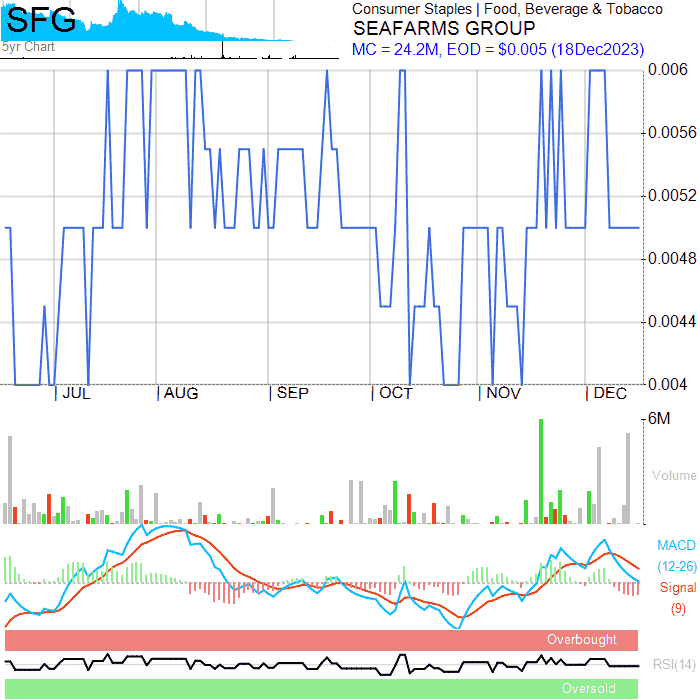 SFG
5yr Chart
Consumer Staples | Food, Beverage & Tobacco
SEAFARMS GROUP
MC = 24.2M, EOD = $0.005 (18Dec2023)
0.006
0.0056
0.0052
0.0048
0.0044
0.004
| JUL | AUG | SEP | OCT | NOV | DEC
6M
Volume
MACD
(12-26)
Signal
(9)
Overbought
RSI(14)
Oversold